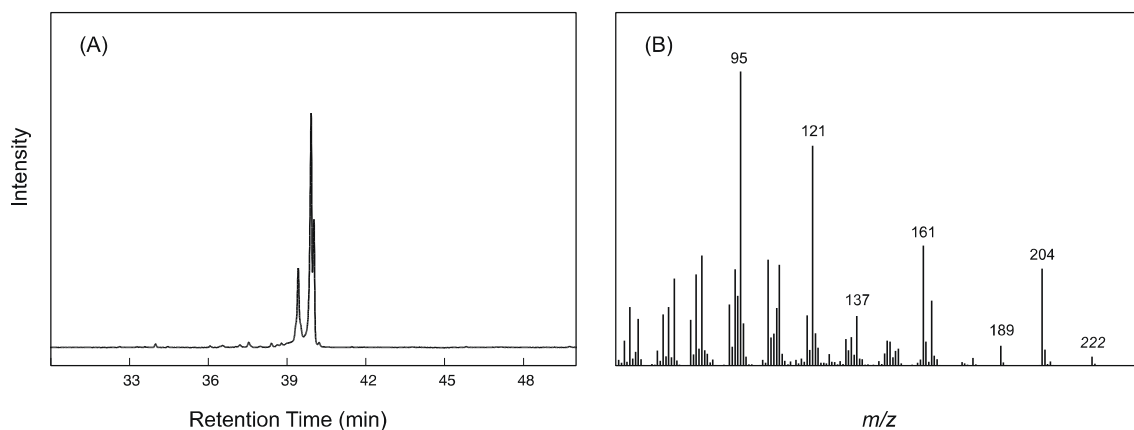 (A)
Intensity
33 36 39 42 45 48
Retention Time (min)
(B)
95
121
161
204
137
189
222
m/z